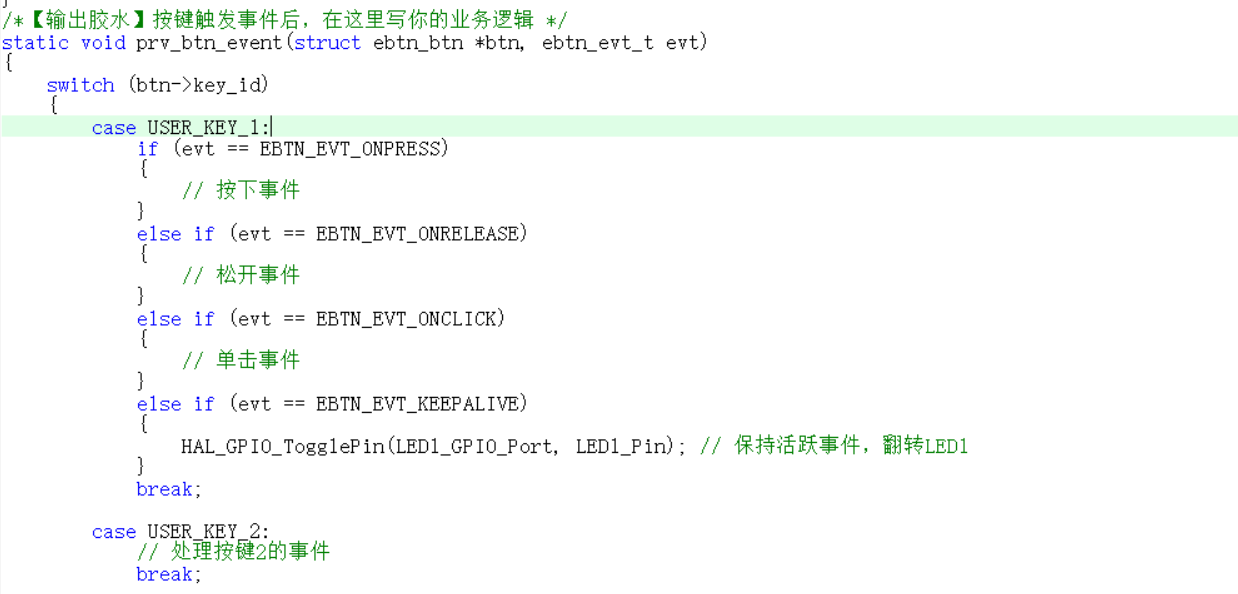 }
/*【输出胶水】按键触发事件后，在这里写你的业务逻辑 */
static void prv_btn_event(struct ebtn_btn *btn, ebtn_evt_t evt)
{
    switch (btn->key_id)
    {
        case USER_KEY_1:
            if (evt == EBTN_EVT_ONPRESS)
            {
                // 按下事件
            }
            else if (evt == EBTN_EVT_ONRELEASE)
            {
                // 松开事件
            }
            else if (evt == EBTN_EVT_ONCLICK)
            {
                // 单击事件
            }
            else if (evt == EBTN_EVT_KEEPALIVE)
            {
                HAL_GPIO_TogglePin(LED1_GPIO_Port, LED1_Pin); // 保持活跃事件，翻转LED1
            }
            break;
        case USER_KEY_2:
            // 处理按键2的事件
            break;